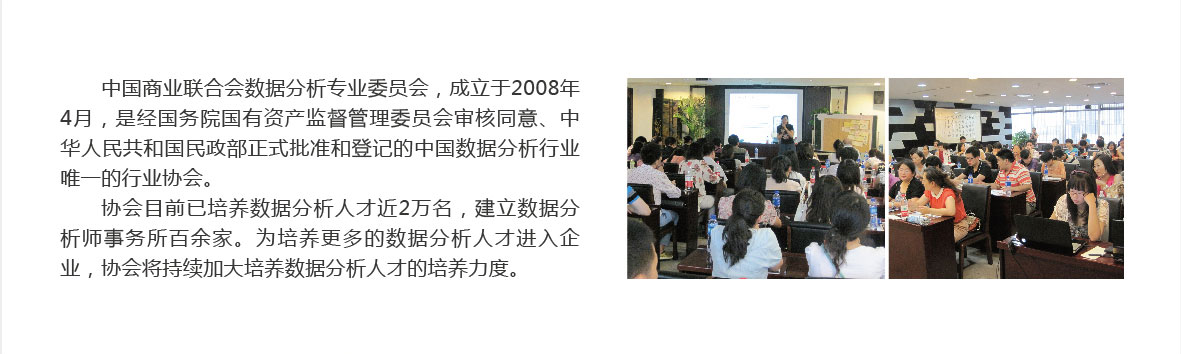 中国商业联合会数据分析专业委员会，成立于2008年
4月，是经国务院国有资产监督管理委员会审核同意、中
华人民共和国民政部正式批准和登记的中国数据分析行业
唯一的行业协会。
协会目前已培养数据分析人才近2万名，建立数据分
析师事务所百余家。为培养更多的数据分析人才进入企
业，协会将持续加大培养数据分析人才的培养力度。